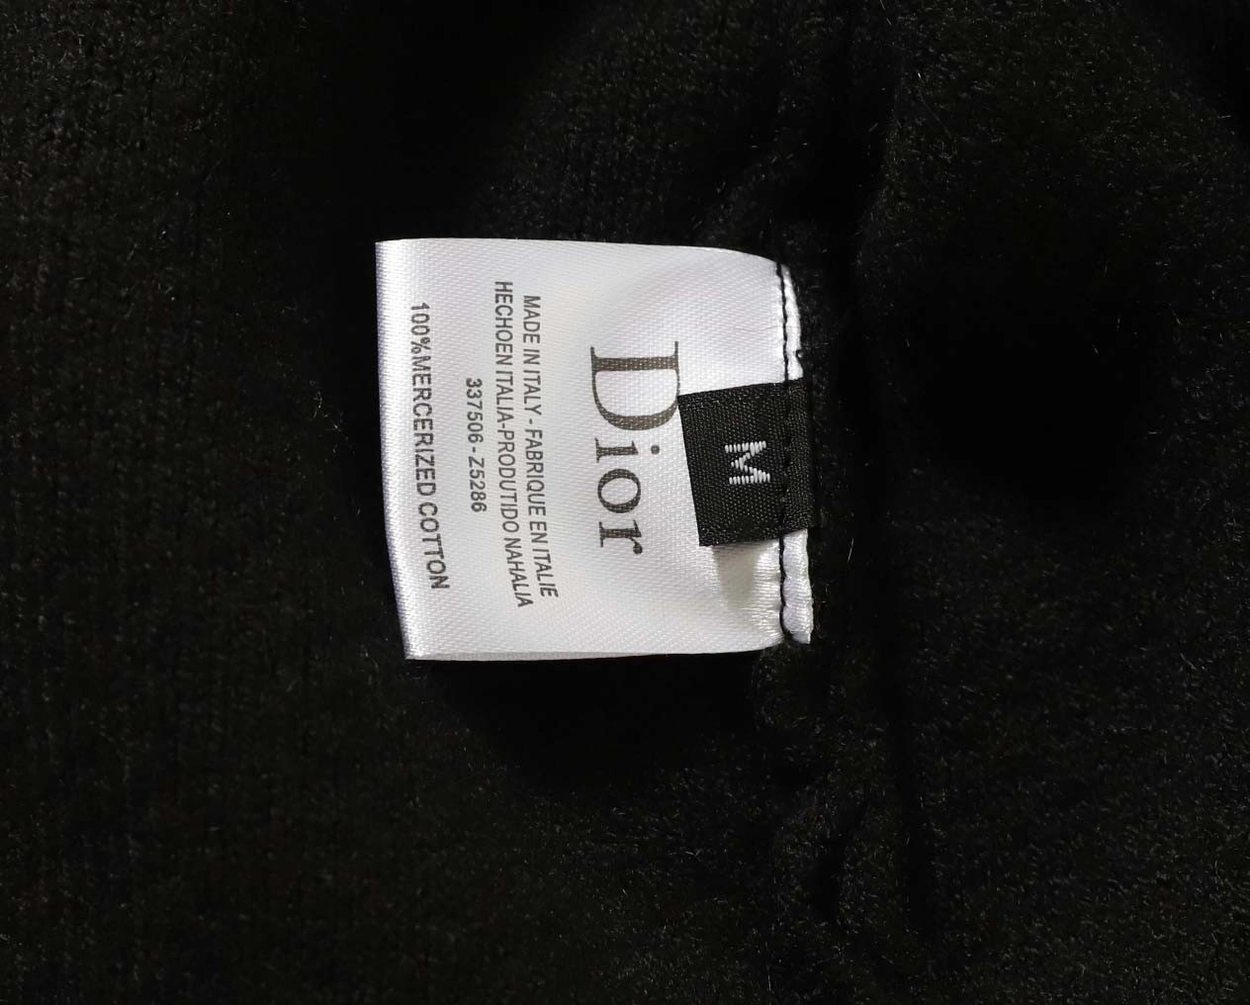 M
Dior
MADE IN ITALY - FABRIQUE EN ITALIE
HECHOEN ITALIA-PRODUTIDO NAHALIA
337506 - Z5286
100%MERCERIZED COTTON